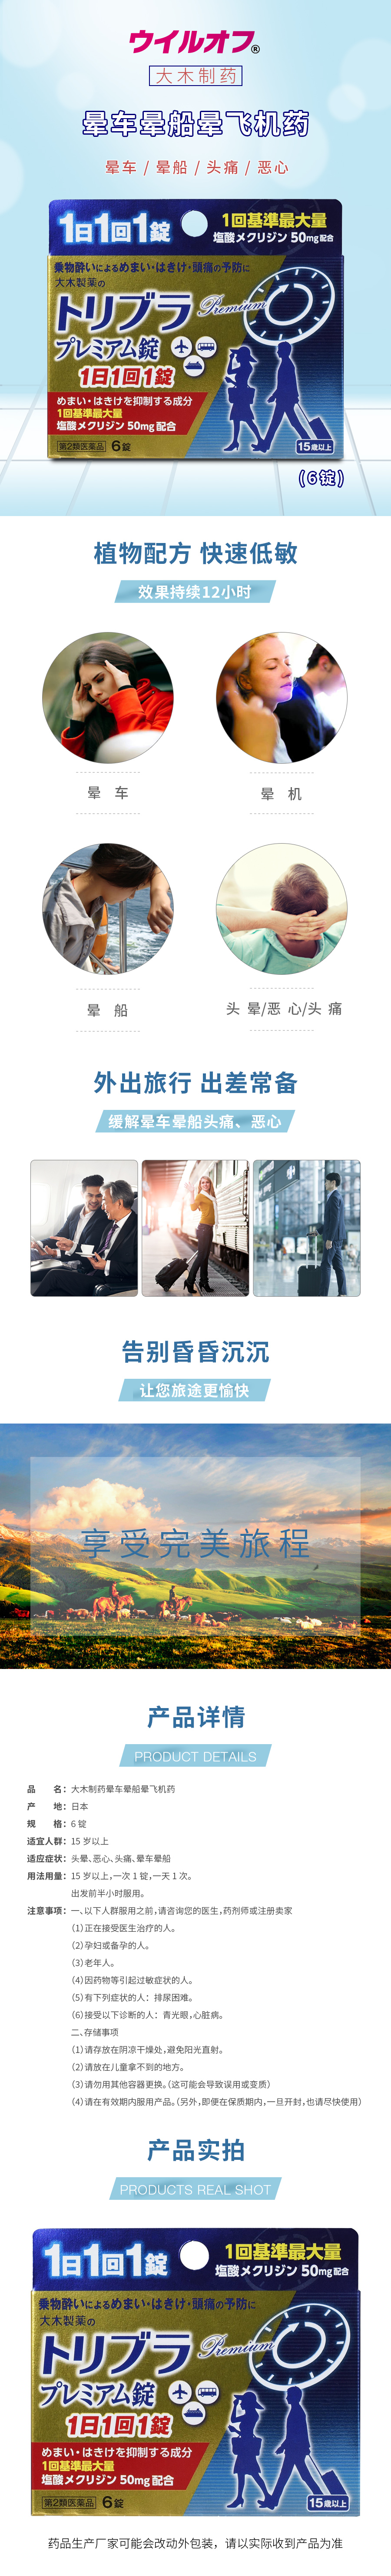 ウイルオフ®
大木制药
晕车晕船晕飞机药
晕车 / 晕船 / 头痛 / 恶心
1日1回1錠
1回基準最大量
塩酸メクリジン 50mg配合
乗物酔いによるめまい・はきけ・頭痛の予防に
大木製薬の
トリブラ
Premium
プレミアム錠
1日1回1錠
めまい・はきけを抑制する成分
1回基準最大量
塩酸メクリジン 50mg配合
第2類医薬品 6錠
15歳以上
(6锭)
植物配方 快速低敏
效果持续12小时
晕 车
晕 机
晕 船
头 晕/恶 心/头 痛
外出旅行 出差常备
缓解晕车晕船头痛、恶心
告别昏昏沉沉
让您旅途更愉快
享受完美旅程
产品详情
PRODUCT DETAILS
品 名：大木制药晕车晕船晕飞机药
产 地：日本
规 格：6 锭
适宜人群：15 岁以上
适应症状：头晕、恶心、头痛、晕车晕船
用法用量：15 岁以上，一次 1 锭，一天 1 次。
出发前半小时服用。
注意事项：一、以下人群服用之前，请咨询您的医生，药剂师或注册卖家
（1）正在接受医生治疗的人。
（2）孕妇或备孕的人。
（3）老年人。
（4）因药物等引起过敏症状的人。
（5）有下列症状的人：排尿困难。
（6）接受以下诊断的人：青光眼，心脏病。
二、存储事项
（1）请存放在阴凉干燥处，避免阳光直射。
（2）请放在儿童拿不到的地方。
（3）请勿用其他容器更换。（这可能会导致误用或变质）
（4）请在有效期内服用产品。（另外，即便在保质期内，一旦开封，也请尽快使用）
产品实拍
PRODUCTS REAL SHOT
1日1回1錠
1回基準最大量
塩酸メクリジン 50mg配合
乗物酔いによるめまい・はきけ・頭痛の予防に
大木製薬の
トリブラ
Premium
プレミアム錠
1日1回1錠
めまい・はきけを抑制する成分
1回基準最大量
塩酸メクリジン 50mg配合
第2類医薬品 6錠
15歳以上
药品生产厂家可能会改动外包装，请以实际收到产品为准